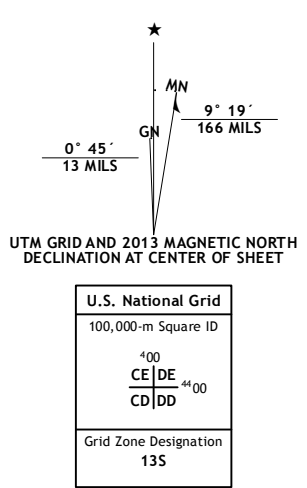 MN
9° 19´
166 MILS
GN
0° 45´
13 MILS
UTM GRID AND 2013 MAGNETIC NORTH
DECLINATION AT CENTER OF SHEET
U.S. National Grid
100,000-m Square ID
400
CE DE
4400
CD DD
Grid Zone Designation
13S